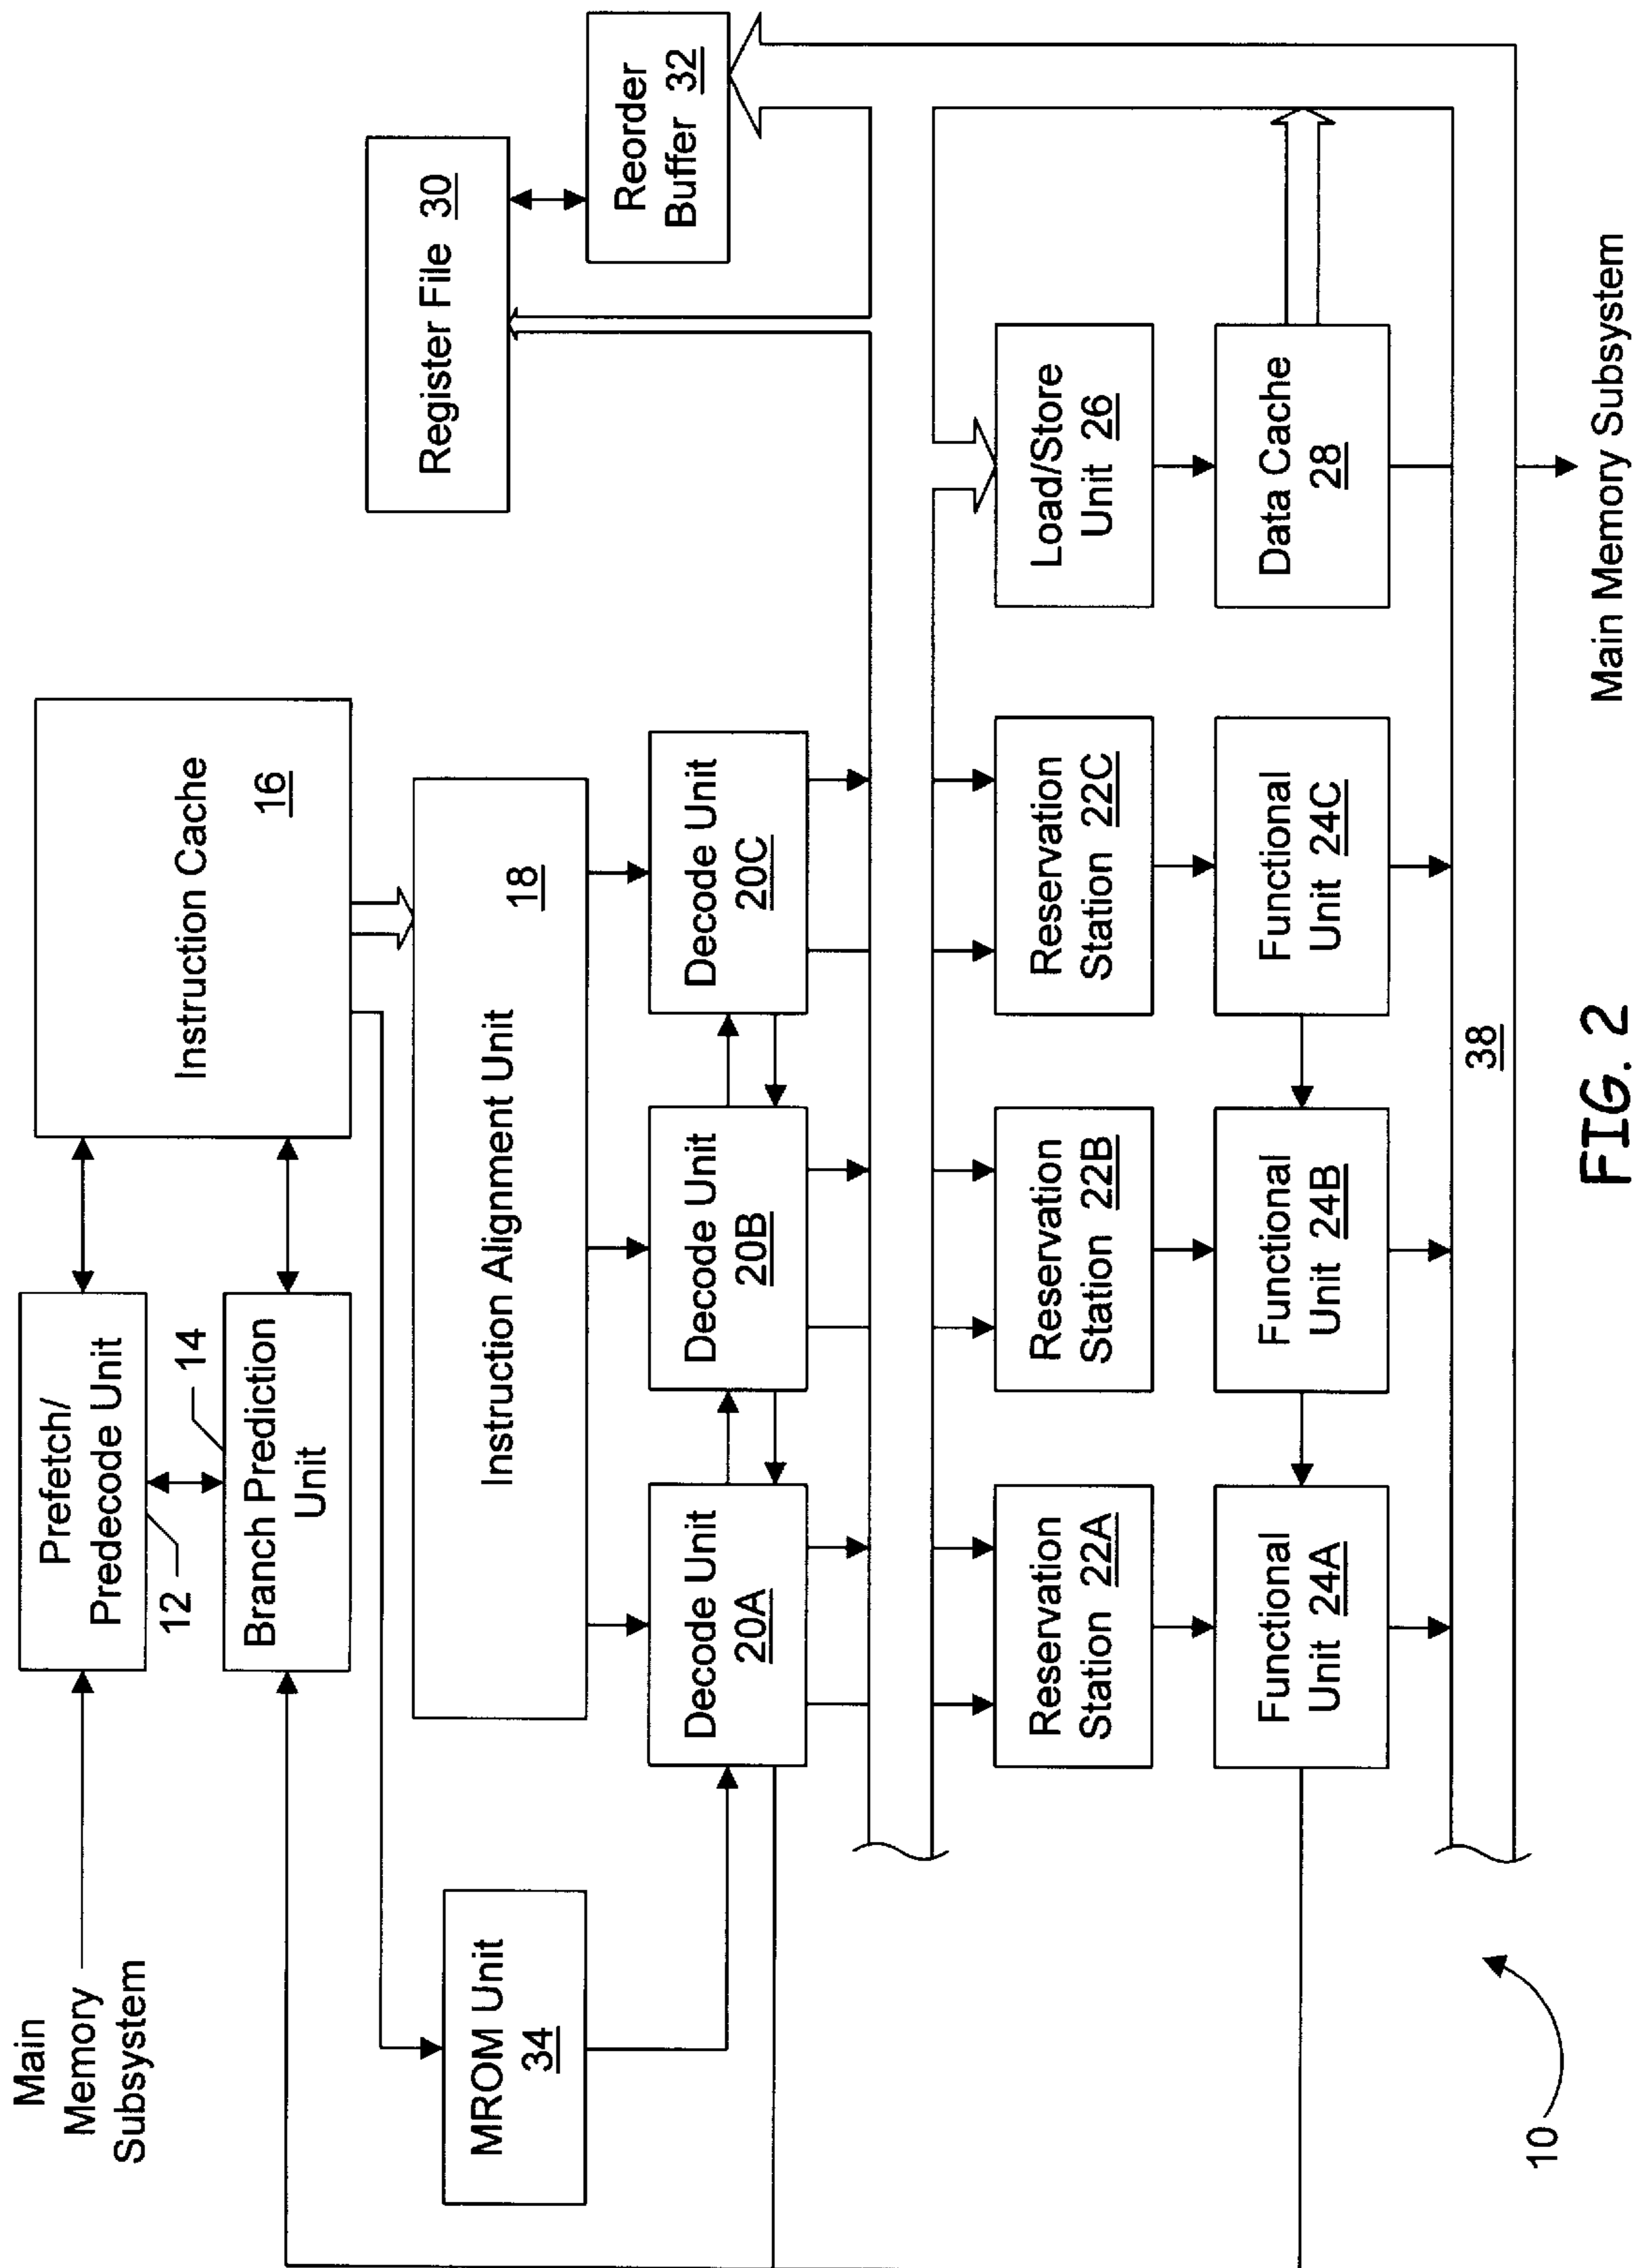 Main
Memory
Subsystem
Prefetch/
Predecode Unit
12
14
Branch Prediction
Unit
Instruction Cache
16
Register File 30
Reorder
Buffer 32
MROM Unit
34
Instruction Alignment Unit
18
Decode Unit
20A
Decode Unit
20B
Decode Unit
20C
Reservation
Station 22A
Reservation
Station 22B
Reservation
Station 22C
Load/Store
Unit 26
Functional
Unit 24A
Functional
Unit 24B
Functional
Unit 24C
Data Cache
28
38
10
Main Memory Subsystem
FIG. 2